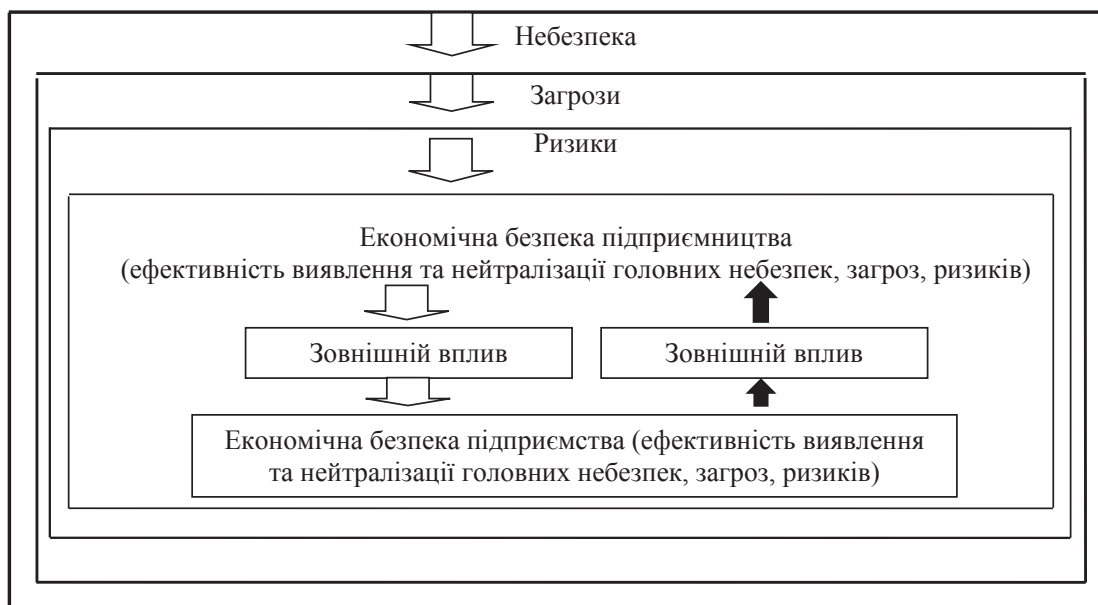 Небезпека
Загрози
Ризики
Економічна безпека підприємництва
(ефективність виявлення та нейтралізації головних небезпек, загроз, ризиків)
Зовнішній вплив
Зовнішній вплив
Економічна безпека підприємства (ефективність виявлення
та нейтралізації головних небезпек, загроз, ризиків)